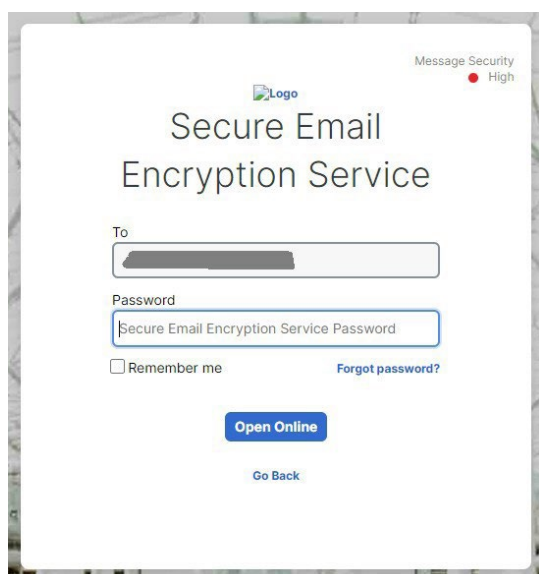 Message Security
High
Logo
Secure Email
Encryption Service
To
Password
Secure Email Encryption Service Password
Remember me
Forgot password?
Open Online
Go Back